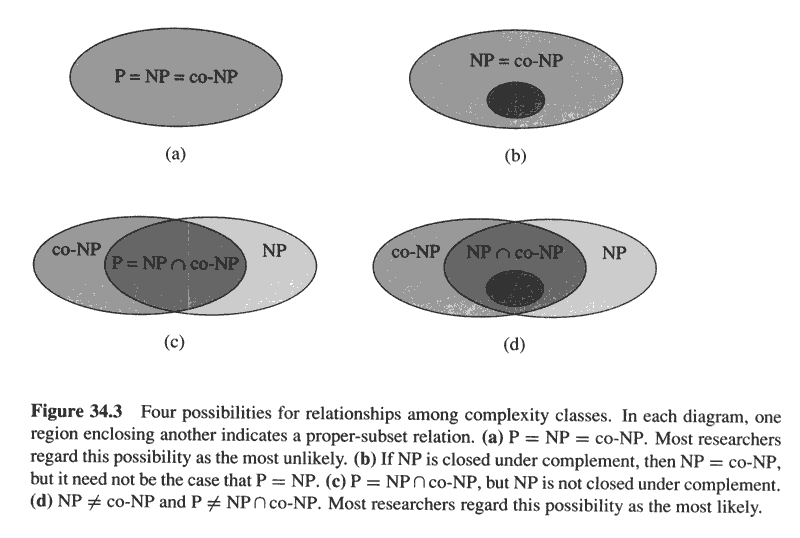 P = NP = co-NP
NP = co-NP
(a)
(b)
co-NP
P = NP ∩ co-NP
NP
co-NP
NP ∩ co-NP
NP
(c)
(d)
Figure 34.3 Four possibilities for relationships among complexity classes. In each diagram, one
region enclosing another indicates a proper-subset relation. (a) P = NP = co-NP. Most researchers
regard this possibility as the most unlikely. (b) If NP is closed under complement, then NP = co-NP,
but it need not be the case that P = NP. (c) P = NP ∩ co-NP, but NP is not closed under complement.
(d) NP ≠ co-NP and P ≠ NP ∩ co-NP. Most researchers regard this possibility as the most likely.